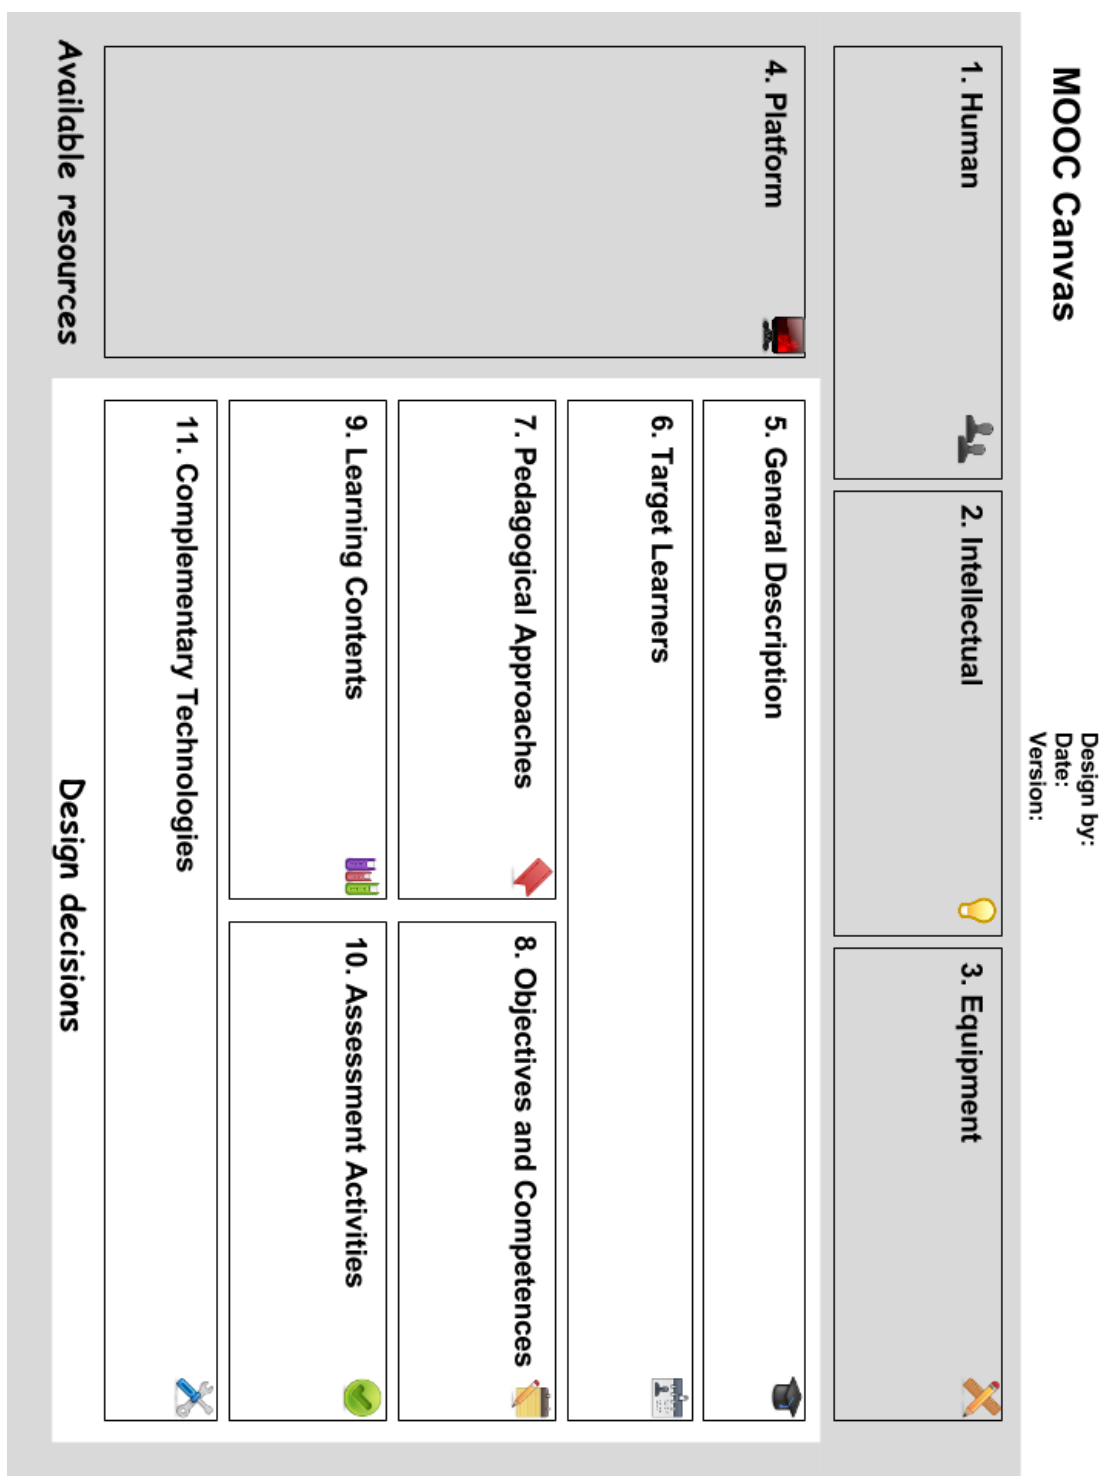 MOOC Canvas
Design by:
Date:
Version:
1. Human
2. Intellectual
3. Equipment
4. Platform
5. General Description
6. Target Learners
7. Pedagogical Approaches
8. Objectives and Competences
9. Learning Contents
10. Assessment Activities
11. Complementary Technologies
Available resources
Design decisions